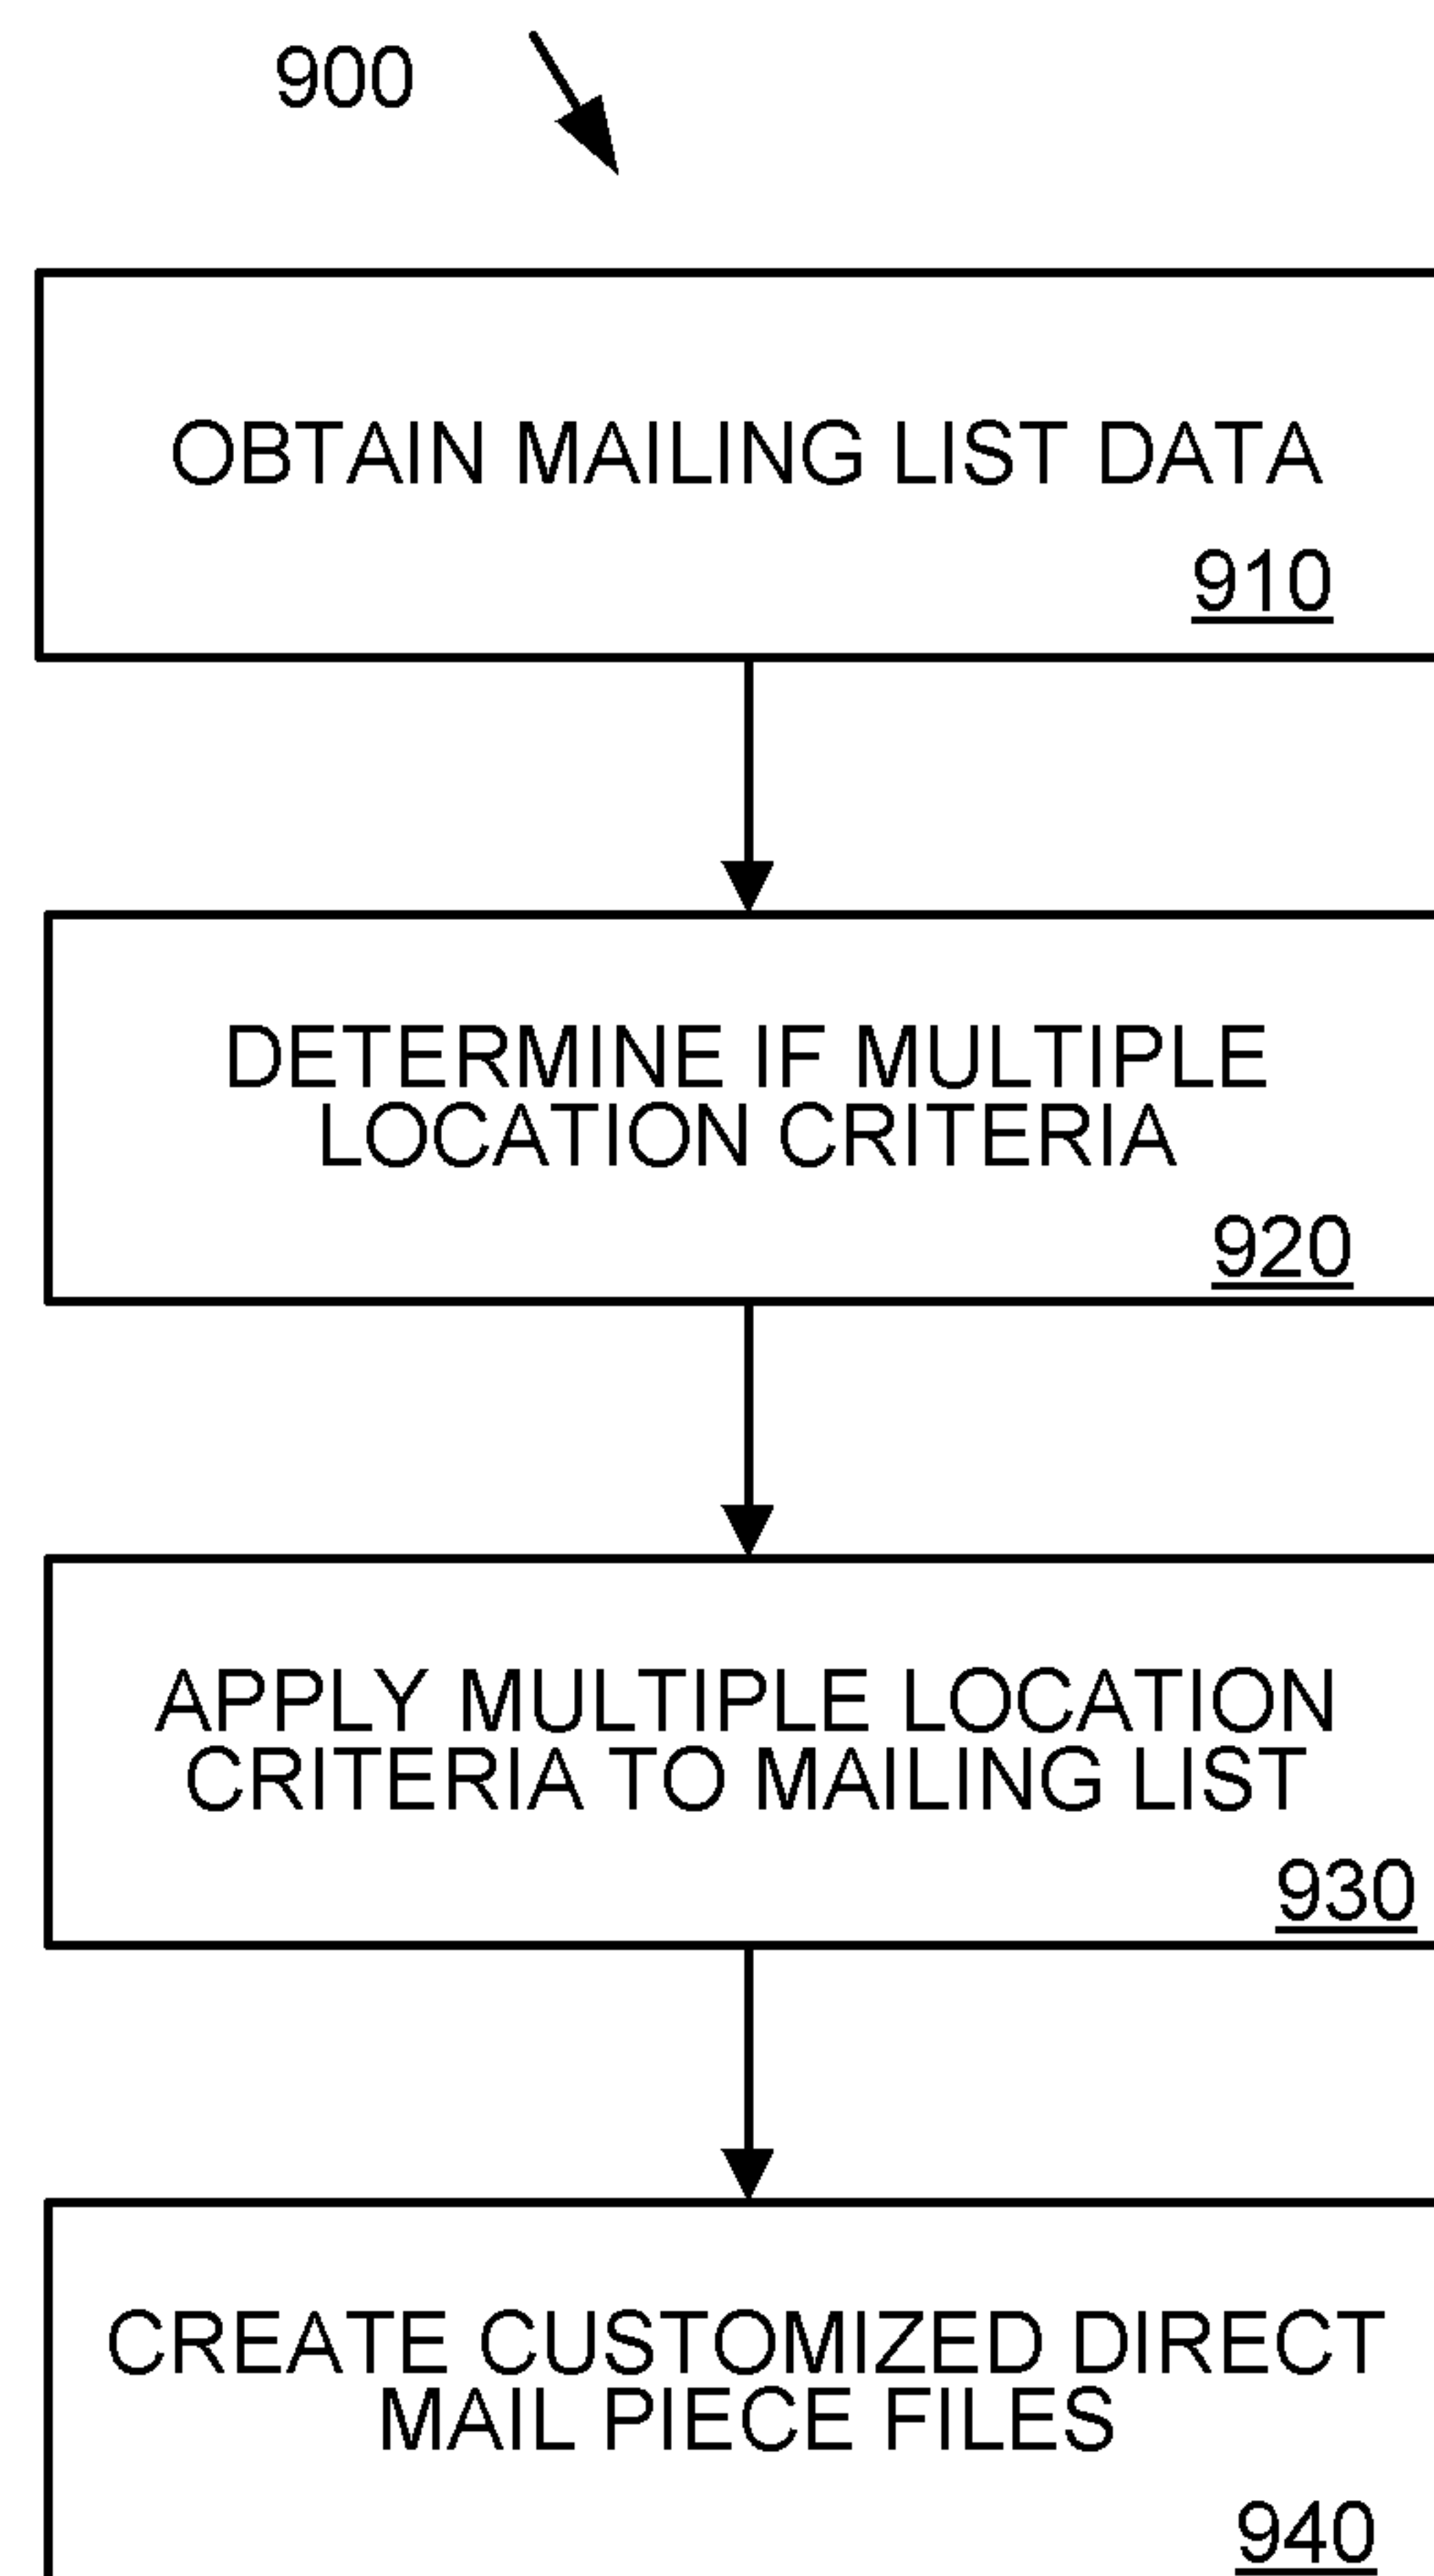 900
OBTAIN MAILING LIST DATA
910
DETERMINE IF MULTIPLE
LOCATION CRITERIA
920
APPLY MULTIPLE LOCATION
CRITERIA TO MAILING LIST
930
CREATE CUSTOMIZED DIRECT
MAIL PIECE FILES
940